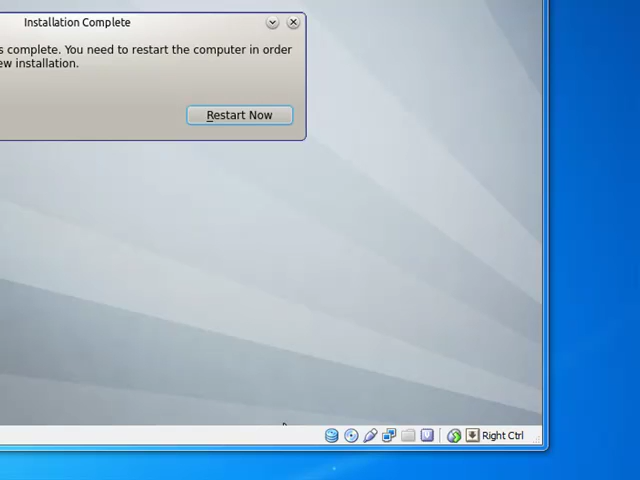 Installation Complete
s complete. You need to restart the computer in order
ew installation.
Restart Now
Right Ctrl